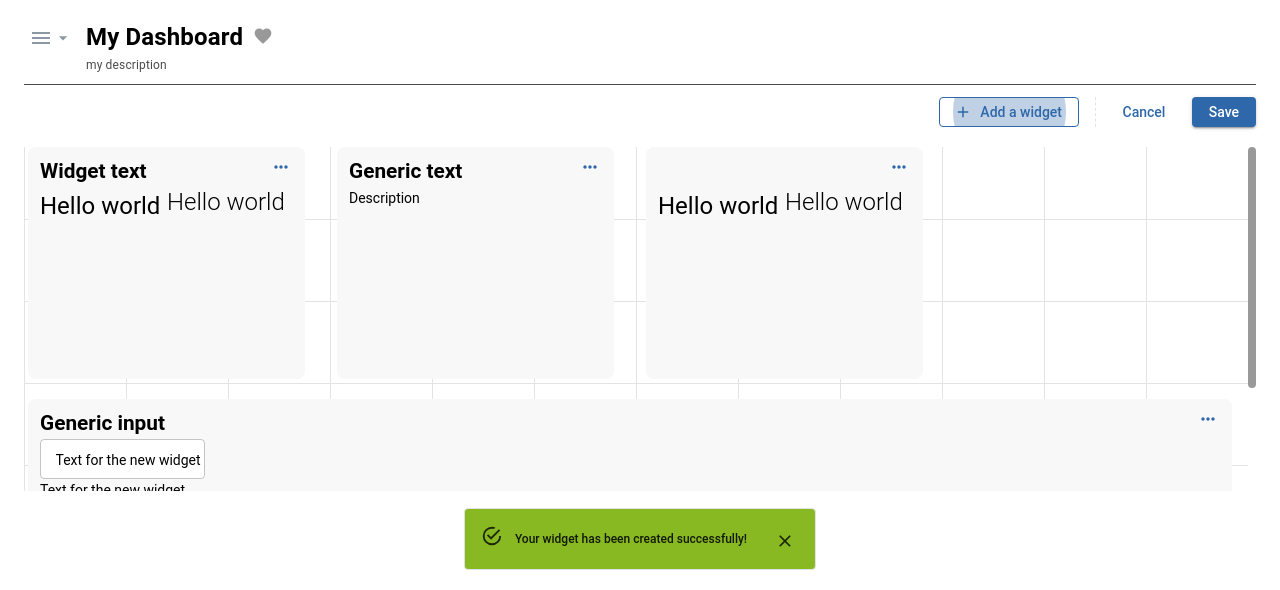 My Dashboard
my description
Add a widget
Cancel
Save
Widget text
Hello world Hello world
Generic text
Description
Hello world Hello world
Generic input
Text for the new widget
Text for the new widget
Your widget has been created successfully!